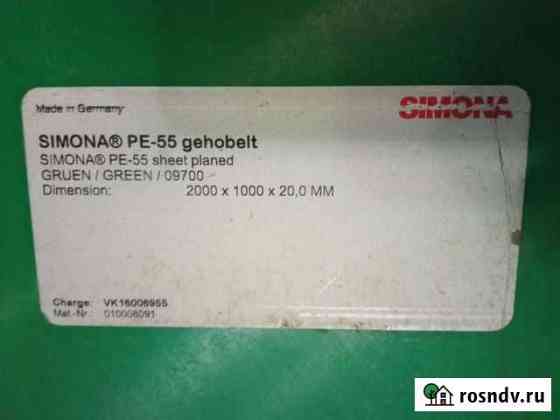 Made in Germany
SIMONA
SIMONA® PE-55 gehobelt
SIMONA® PE-55 sheet planed
GRUEN / GREEN / 09700
Dimension: 2000 x 1000 x 20,0 MM
Charge: VK16006955
Mat.-Nr.: 010006091
rosndv.ru